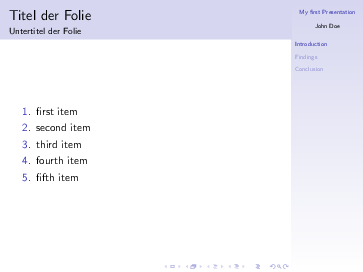 Titel der Folie
Untertitel der Folie
1. first item
2. second item
3. third item
4. fourth item
5. fifth item
My first Presentation
John Doe
Introduction
Findings
Conclusion